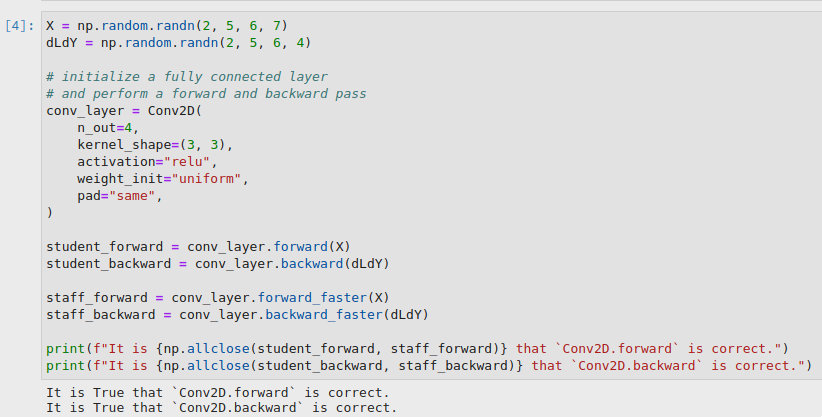 [4]: X = np.random.randn(2, 5, 6, 7)
dLdY = np.random.randn(2, 5, 6, 4)

# initialize a fully connected layer
# and perform a forward and backward pass
conv_layer = Conv2D(
    n_out=4,
    kernel_shape=(3, 3),
    activation="relu",
    weight_init="uniform",
    pad="same",
)

student_forward = conv_layer.forward(X)
student_backward = conv_layer.backward(dLdY)

staff_forward = conv_layer.forward_faster(X)
staff_backward = conv_layer.backward_faster(dLdY)

print(f"It is {np.allclose(student_forward, staff_forward)} that `Conv2D.forward` is correct.")
print(f"It is {np.allclose(student_backward, staff_backward)} that `Conv2D.backward` is correct.")
It is True that `Conv2D.forward` is correct.
It is True that `Conv2D.backward` is correct.